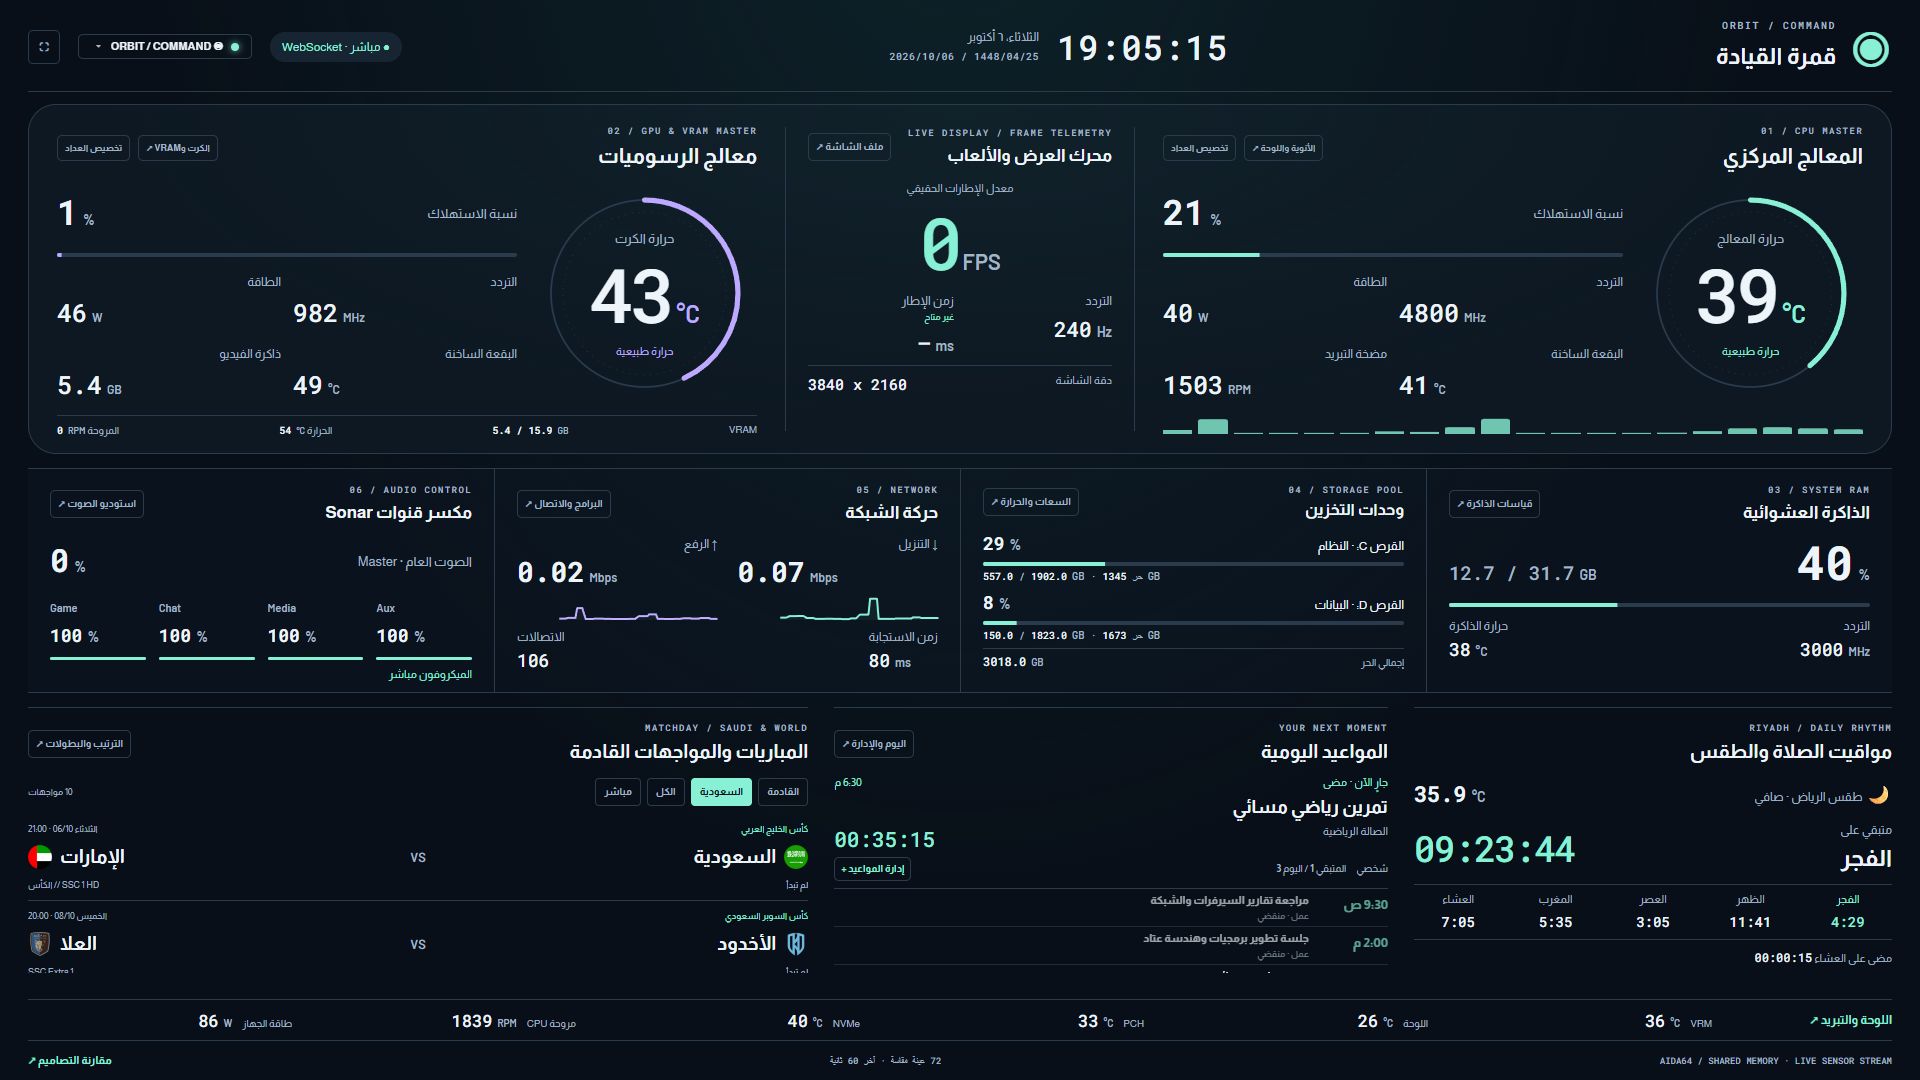 ORBIT / COMMAND
قمرة القيادة
19:05:15
الثلاثاء، ٦ أكتوبر
2026/10/06 / 1448/04/25
مباشر · WebSocket
ORBIT / COMMAND
01 / CPU MASTER
المعالج المركزي
الأنوية واللوحة ↗
تخصيص العداد
حرارة المعالج
39 °C
حرارة طبيعية
نسبة الاستهلاك
21 %
التردد
4800 MHz
الطاقة
40 W
البقعة الساخنة
41 °C
مضخة التبريد
1503 RPM
LIVE DISPLAY / FRAME TELEMETRY
محرك العرض والألعاب
ملف الشاشة ↗
معدل الإطارات الحقيقي
0 FPS
التردد
240 Hz
زمن الإطار
غير متاح
– ms
دقة الشاشة
3840 x 2160
02 / GPU & VRAM MASTER
معالج الرسوميات
الكرت وVRAM ↗
تخصيص العداد
حرارة الكرت
43 °C
حرارة طبيعية
نسبة الاستهلاك
1 %
التردد
982 MHz
الطاقة
46 W
البقعة الساخنة
49 °C
ذاكرة الفيديو
5.4 GB
VRAM
5.4 / 15.9 GB
الحرارة 54 °C
المروحة 0 RPM
03 / SYSTEM RAM
الذاكرة العشوائية
قياسات الذاكرة ↗
40 %
12.7 / 31.7 GB
التردد
3000 MHz
حرارة الذاكرة
38 °C
04 / STORAGE POOL
وحدات التخزين
السعات والحرارة ↗
القرص C: · النظام
29 %
557.0 / 1902.0 GB · 1345 حر GB
القرص D: · البيانات
8 %
150.0 / 1823.0 GB · 1673 حر GB
إجمالي الحر
3018.0 GB
05 / NETWORK
حركة الشبكة
البرامج والاتصال ↗
↓ التنزيل
0.07 Mbps
↑ الرفع
0.02 Mbps
زمن الاستجابة
80 ms
الاتصالات
106
06 / AUDIO CONTROL
مكسر قنوات Sonar
استوديو الصوت ↗
الصوت العام · Master
0 %
Game
100 %
Chat
100 %
Media
100 %
Aux
100 %
الميكروفون مباشر
RIYADH / DAILY RHYTHM
مواقيت الصلاة والطقس
طقس الرياض · صافي
35.9 °C
متبقي على
الفجر
09:23:44
الفجر
4:29
الظهر
11:41
العصر
3:05
المغرب
5:35
العشاء
7:05
مضى على العشاء 00:00:15
YOUR NEXT MOMENT
المواعيد اليومية
اليوم والإدارة ↗
جارٍ الآن · مضى
6:30 م
تمرين رياضي مسائي
الصالة الرياضية
00:35:15
شخصي
المتبقي 1 / اليوم 3
إدارة المواعيد +
9:30 ص
مراجعة تقارير السيرفرات والشبكة
عمل · منقضي
2:00 م
جلسة تطوير برمجيات وهندسة عتاد
عمل · منقضي
MATCHDAY / SAUDI & WORLD
المباريات والمواجهات القادمة
الترتيب والبطولات ↗
القادمة
السعودية
الكل
مباشر
10 مواجهات
كأس الخليج العربي
الثلاثاء 06/10 · 21:00
السعودية
VS
الإمارات
لم تبدأ
SSC 1 HD // الكأس
كأس السوبر السعودي
الخميس 08/10 · 20:00
الأخدود
VS
العلا
لم تبدأ
SSC Extra 1
اللوحة والتبريد ↗
VRM 36 °C
اللوحة 26 °C
PCH 33 °C
NVMe 40 °C
مروحة CPU 1839 RPM
طاقة الجهاز 86 W
AIDA64 / SHARED MEMORY · LIVE SENSOR STREAM
72 عينة مقاسة · آخر 60 ثانية
مقارنة التصاميم ↗